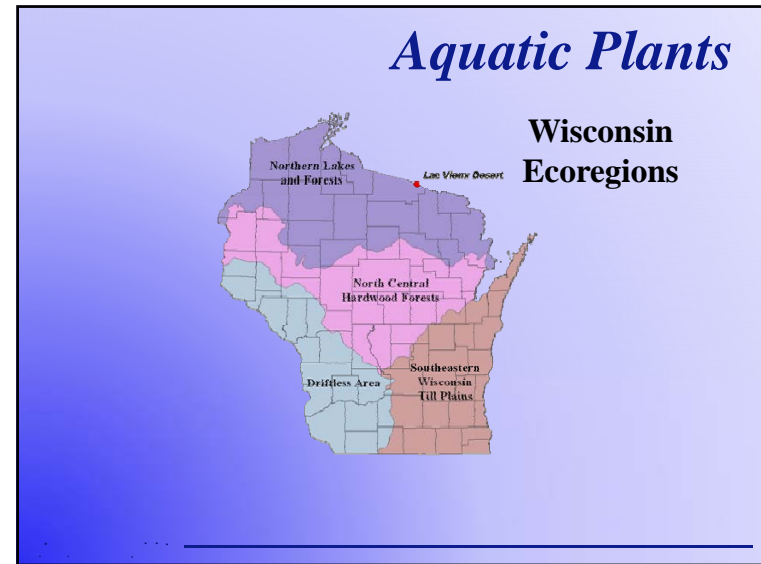 Aquatic Plants
Wisconsin
Ecoregions
Northern Lakes
and Forests
Lac Vieux Desert
North Central
Hardwood Forests
Driftless Area
Southeastern
Wisconsin
Till Plains